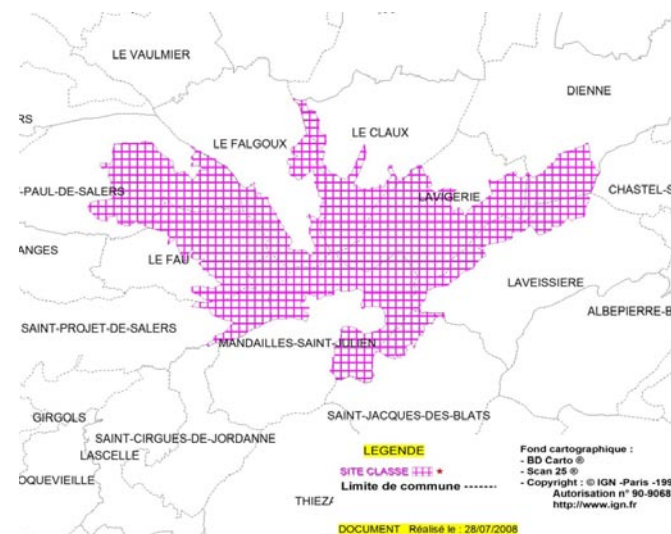 LE VAULMIER
DIENNE
RS
LE FALGOUX
LE CLAUX
-PAUL-DE-SALERS
LAVIGERIE
CHASTEL-S
ANGES
LE FAU
LAVEISSIERE
ALBEPIERRE-B
SAINT-PROJET-DE-SALERS
MANDAILLES-SAINT-JULIEN
GIRGOLS
SAINT-JACQUES-DES-BLATS
SAINT-CIRGUES-DE-JORDANNE
LASCELLE
OQUEVIEILLE
THIEZA
LEGENDE
SITE CLASSE
Limite de commune -------
DOCUMENT Réalisé le : 28/07/2008
Fond cartographique :
- BD Carto ®
- Scan 25 ®
- Copyright : © IGN -Paris -199
Autorisation n° 90-9068
http://www.ign.fr